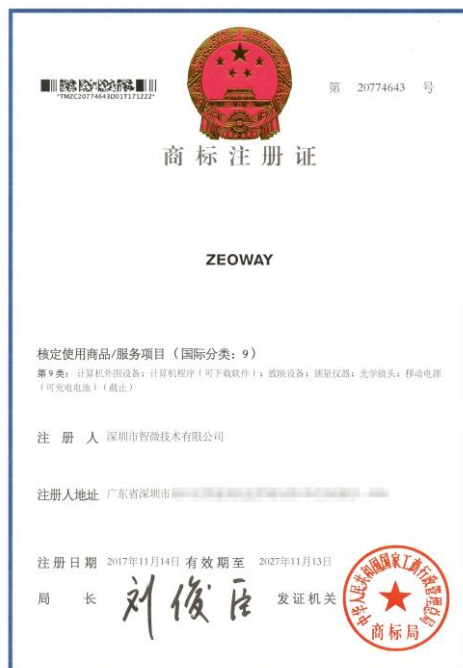 *TMZC20774643D01T171222*
第 20774643 号
商标注册证
ZEOWAY
核定使用商品/服务项目（国际分类：9）
第9类：计算机外围设备；计算机程序（可下载软件）；放映设备；测量仪器；光学镜头；移动电源
（可充电电池）（截止）
注 册 人 深圳市智微技术有限公司
注册人地址 广东省深圳市
注册日期 2017年11月14日 有效期至 2027年11月13日
局 长 刘俊臣 发证机关
中华人民共和国国家工商行政管理总局
商标局